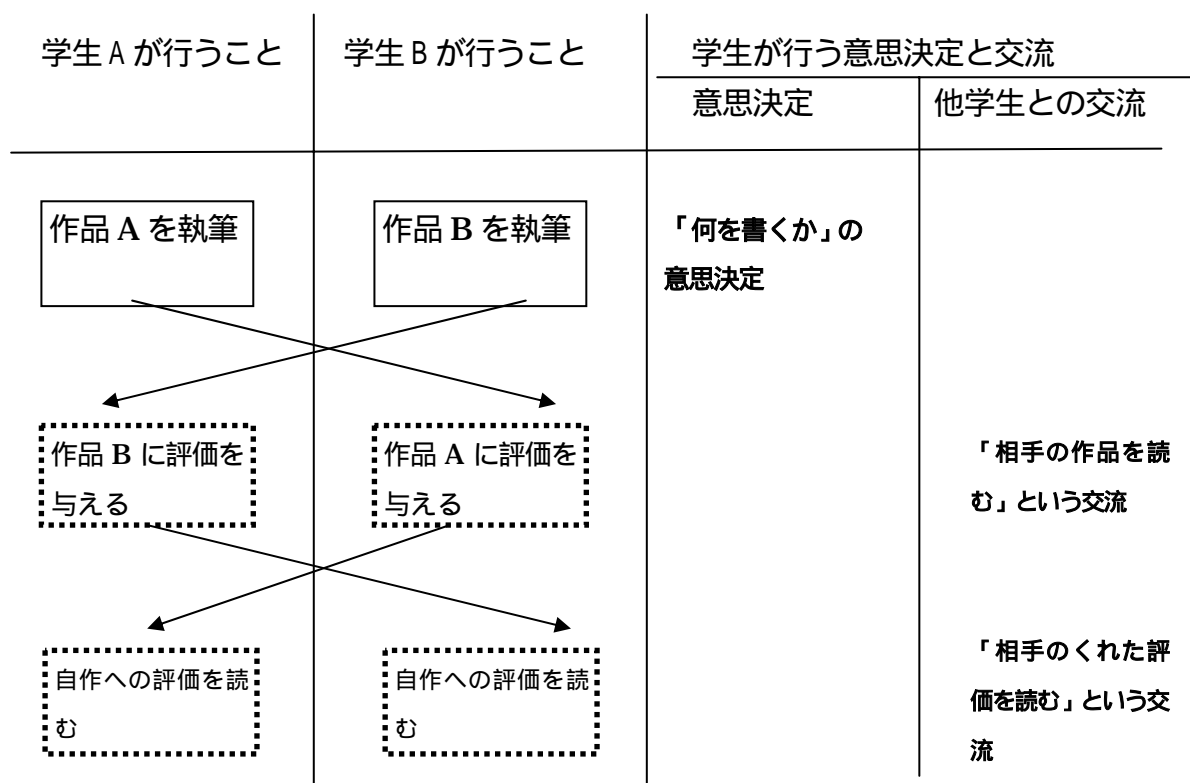 学生 A が行うこと
学生 B が行うこと
学生が行う意思決定と交流
意思決定
他学生との交流
作品 A を執筆
作品 B を執筆
「何を書くか」の
意思決定
作品 B に評価を
与える
作品 A に評価を
与える
「相手の作品を読
む」という交流
自作への評価を読
む
自作への評価を読
む
「相手のくれた評
価を読む」という交
流